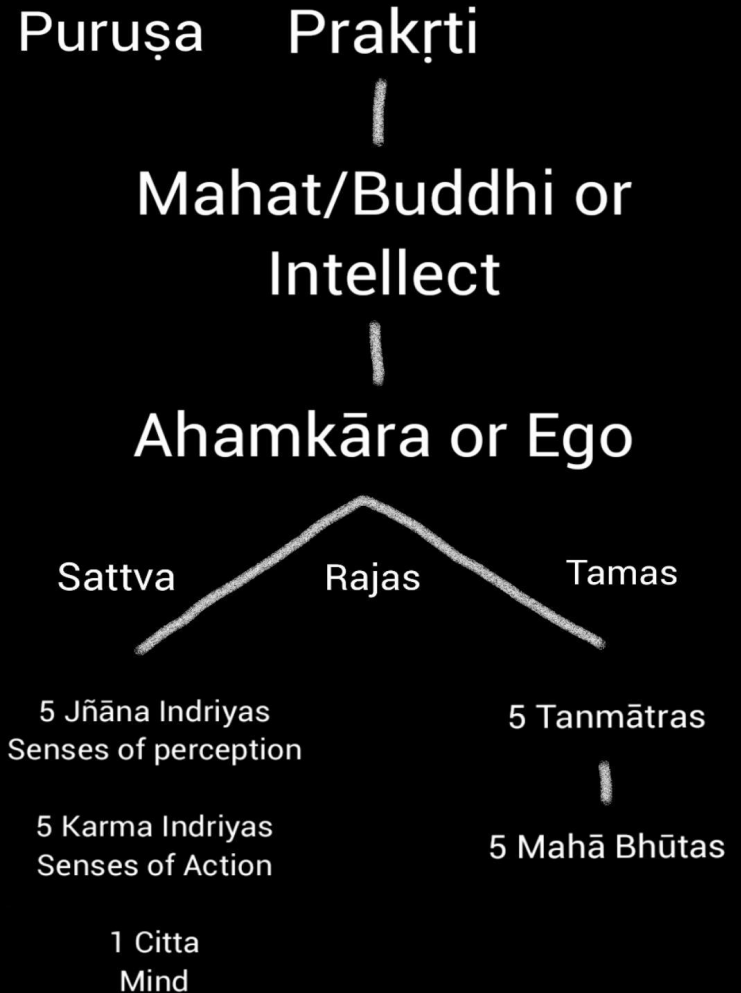 Puruṣa Prakṛti
Mahat/Buddhi or
Intellect
Ahamkāra or Ego
Sattva Rajas Tamas
5 Jñāna Indriyas
Senses of perception
5 Tanmātras
5 Karma Indriyas
Senses of Action
5 Mahā Bhūtas
1 Citta
Mind